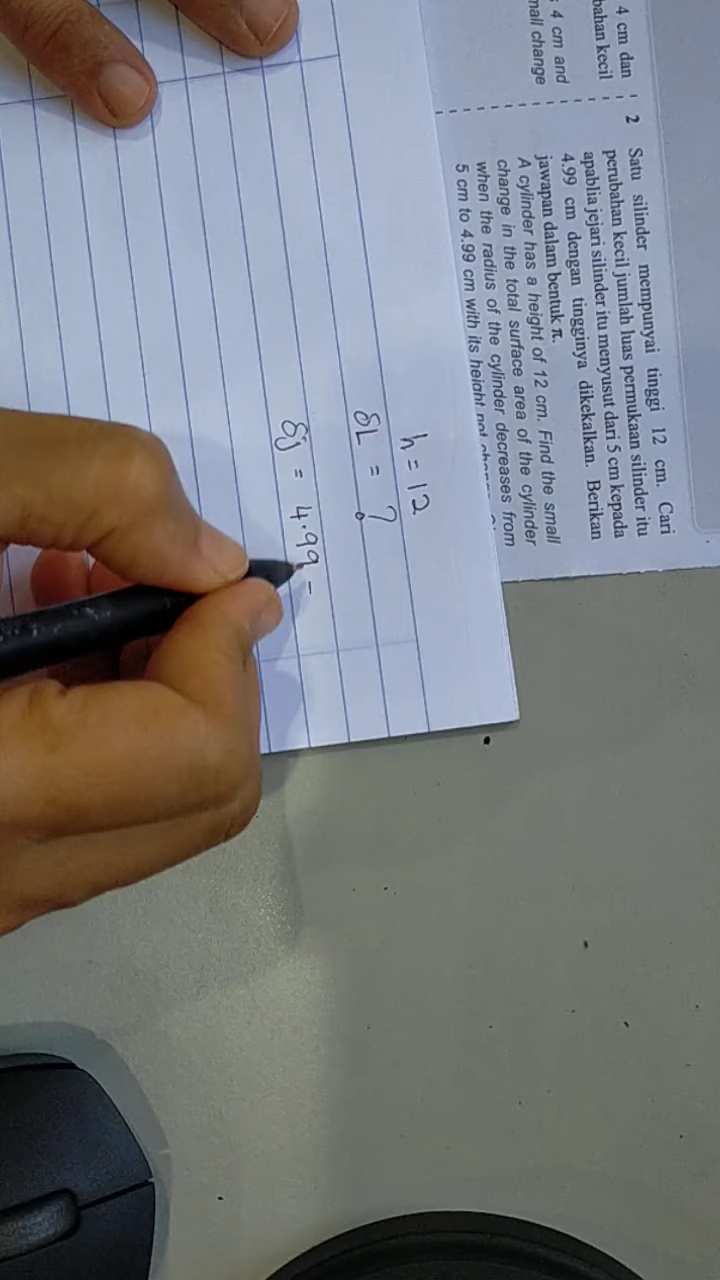 4 cm dan
bahan kecil
4 cm and
mall change
2 Satu silinder mempunyai tinggi 12 cm. Cari
perubahan kecil jumlah luas permukaan silinder itu
apablia jejari silinder itu menyusut dari 5 cm kepada
4.99 cm dengan tingginya dikekalkan. Berikan
jawapan dalam bentuk π.
A cylinder has a height of 12 cm. Find the small
change in the total surface area of the cylinder
when the radius of the cylinder decreases from
5 cm to 4.99 cm with its height not
h = 12
δL = ?
δj = 4.99 -